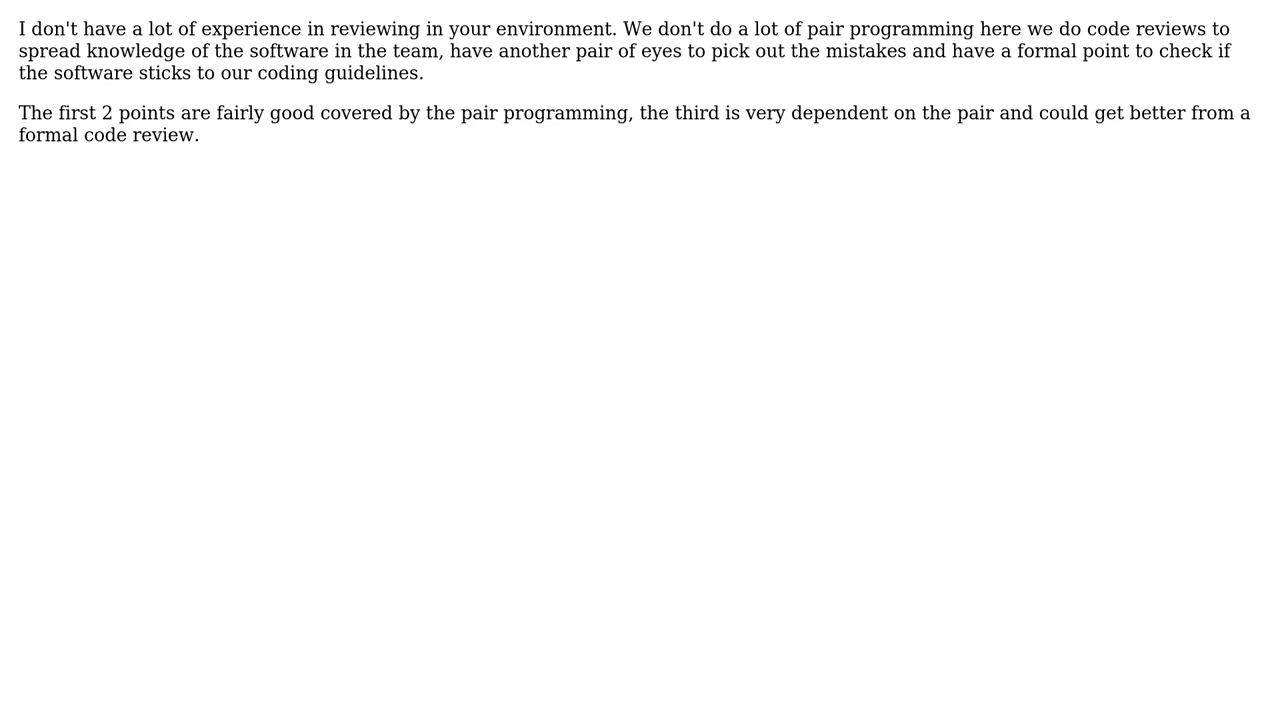 I don't have a lot of experience in reviewing in your environment. We don't do a lot of pair programming here we do code reviews to
spread knowledge of the software in the team, have another pair of eyes to pick out the mistakes and have a formal point to check if
the software sticks to our coding guidelines.
The first 2 points are fairly good covered by the pair programming, the third is very dependent on the pair and could get better from a
formal code review.